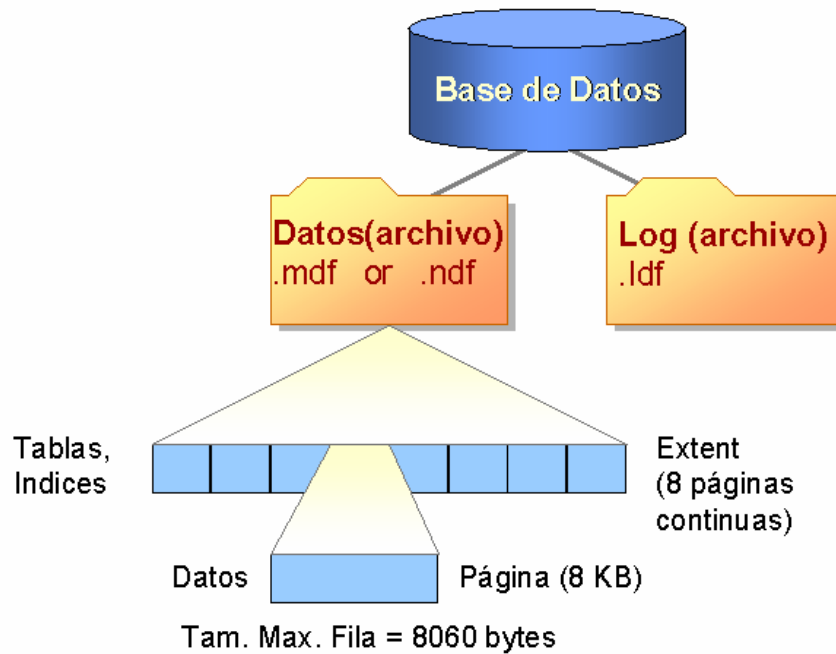 Base de Datos
Datos(archivo)
.mdf or .ndf
Log (archivo)
.ldf
Tablas,
Indices
Extent
(8 páginas
continuas)
Datos
Página (8 KB)
Tam. Max. Fila = 8060 bytes